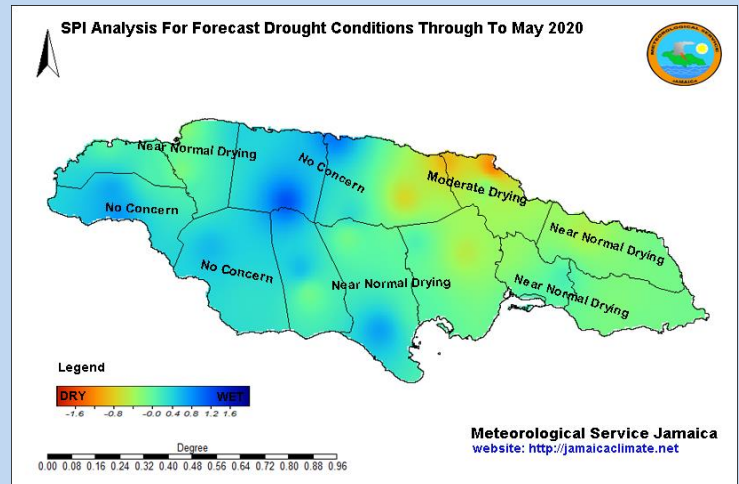 SPI Analysis For Forecast Drought Conditions Through To May 2020
METEOROLOGICAL SERVICE
JAMAICA
Near Normal Drying
No Concern
Moderate Drying
No Concern
Near Normal Drying
No Concern
Near Normal Drying
Near Normal Drying
Legend
DRY WET
-1.6 -0.8 -0.0 0.4 0.8 1.2 1.6
Degree
0.00 0.08 0.16 0.24 0.32 0.40 0.48 0.56 0.64 0.72 0.80 0.88 0.96
Meteorological Service Jamaica
website: http://jamaicaclimate.net